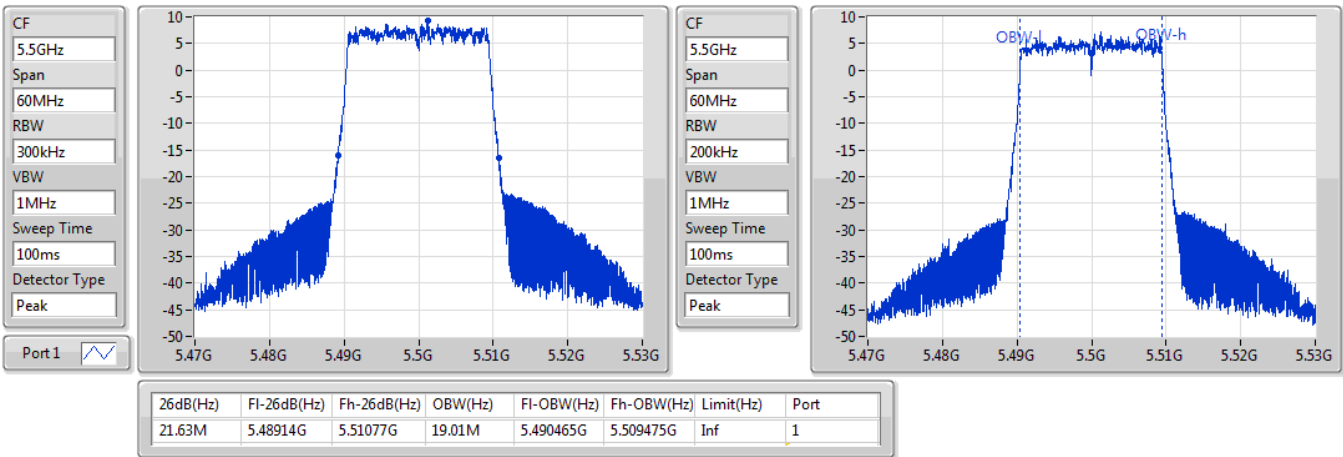 CF
5.5GHz
Span
60MHz
RBW
300kHz
VBW
1MHz
Sweep Time
100ms
Detector Type
Peak
Port 1
10
5
0
-5
-10
-15
-20
-25
-30
-35
-40
-45
-50
5.47G 5.48G 5.49G 5.5G 5.51G 5.52G 5.53G
CF
5.5GHz
Span
60MHz
RBW
200kHz
VBW
1MHz
Sweep Time
100ms
Detector Type
Peak
10
5
0
-5
-10
-15
-20
-25
-30
-35
-40
-45
-50
OBW-l OBW-h
5.47G 5.48G 5.49G 5.5G 5.51G 5.52G 5.53G
26dB(Hz) Fl-26dB(Hz) Fh-26dB(Hz) OBW(Hz) Fl-OBW(Hz) Fh-OBW(Hz) Limit(Hz) Port
21.63M 5.48914G 5.51077G 19.01M 5.490465G 5.509475G Inf 1